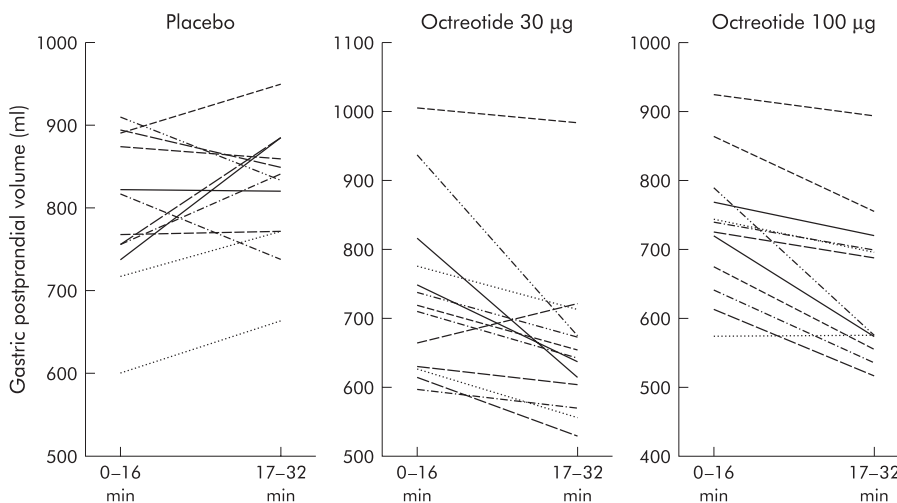 Placebo
Octreotide 30 µg
Octreotide 100 µg
Gastric postprandial volume (ml)
1000
900
800
700
600
500
0–16
min
17–32
min
1100
1000
900
800
700
600
500
0–16
min
17–32
min
1000
900
800
700
600
500
400
0–16
min
17–32
min